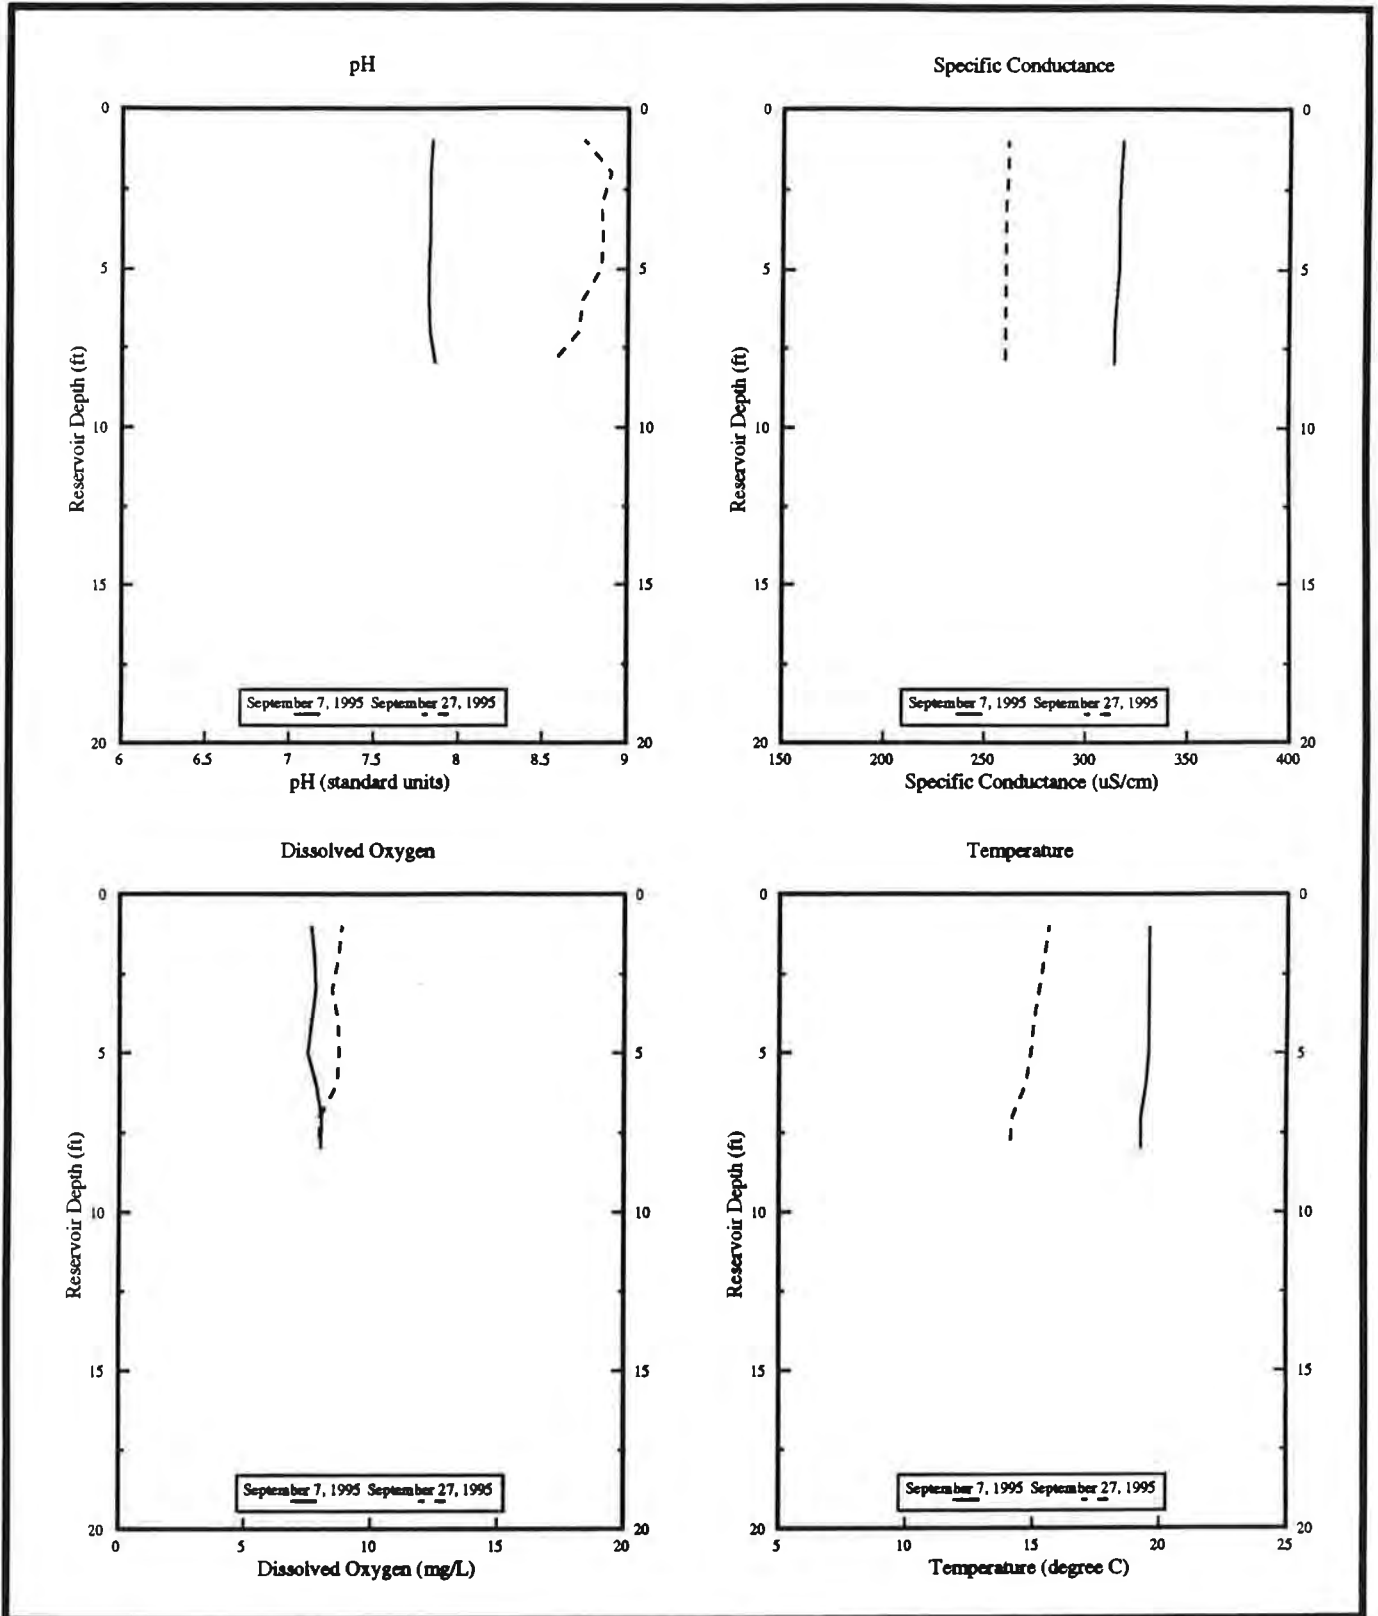 pH
0
0
5
5
10
10
15
15
20
20
Reservoir Depth (ft)
September 7, 1995 September 27, 1995
6 6.5 7 7.5 8 8.5 9
pH (standard units)
Specific Conductance
0
0
5
5
10
10
15
15
20
20
Reservoir Depth (ft)
September 7, 1995 September 27, 1995
150 200 250 300 350 400
Specific Conductance (uS/cm)
Dissolved Oxygen
0
0
5
5
10
10
15
15
20
20
Reservoir Depth (ft)
September 7, 1995 September 27, 1995
0 5 10 15 20
Dissolved Oxygen (mg/L)
Temperature
0
0
5
5
10
10
15
15
20
20
Reservoir Depth (ft)
September 7, 1995 September 27, 1995
5 10 15 20 25
Temperature (degree C)